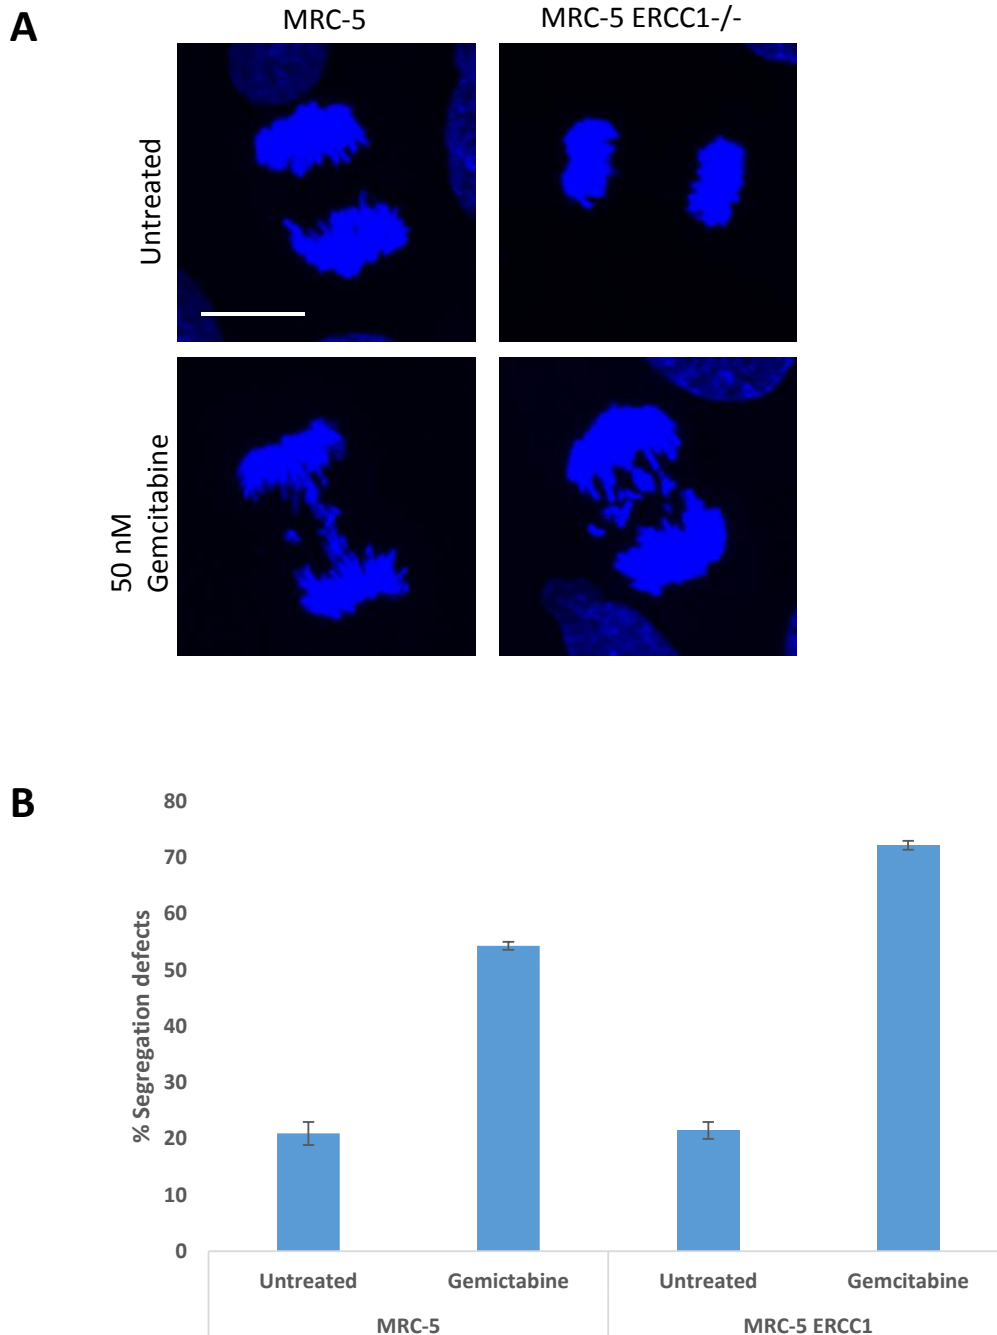 A
MRC-5
MRC-5 ERCC1-/-
Untreated
50 nM
Gemcitabine
B
% Segregation defects
80
70
60
50
40
30
20
10
0
Untreated
Gemictabine
Untreated
Gemcitabine
MRC-5
MRC-5 ERCC1